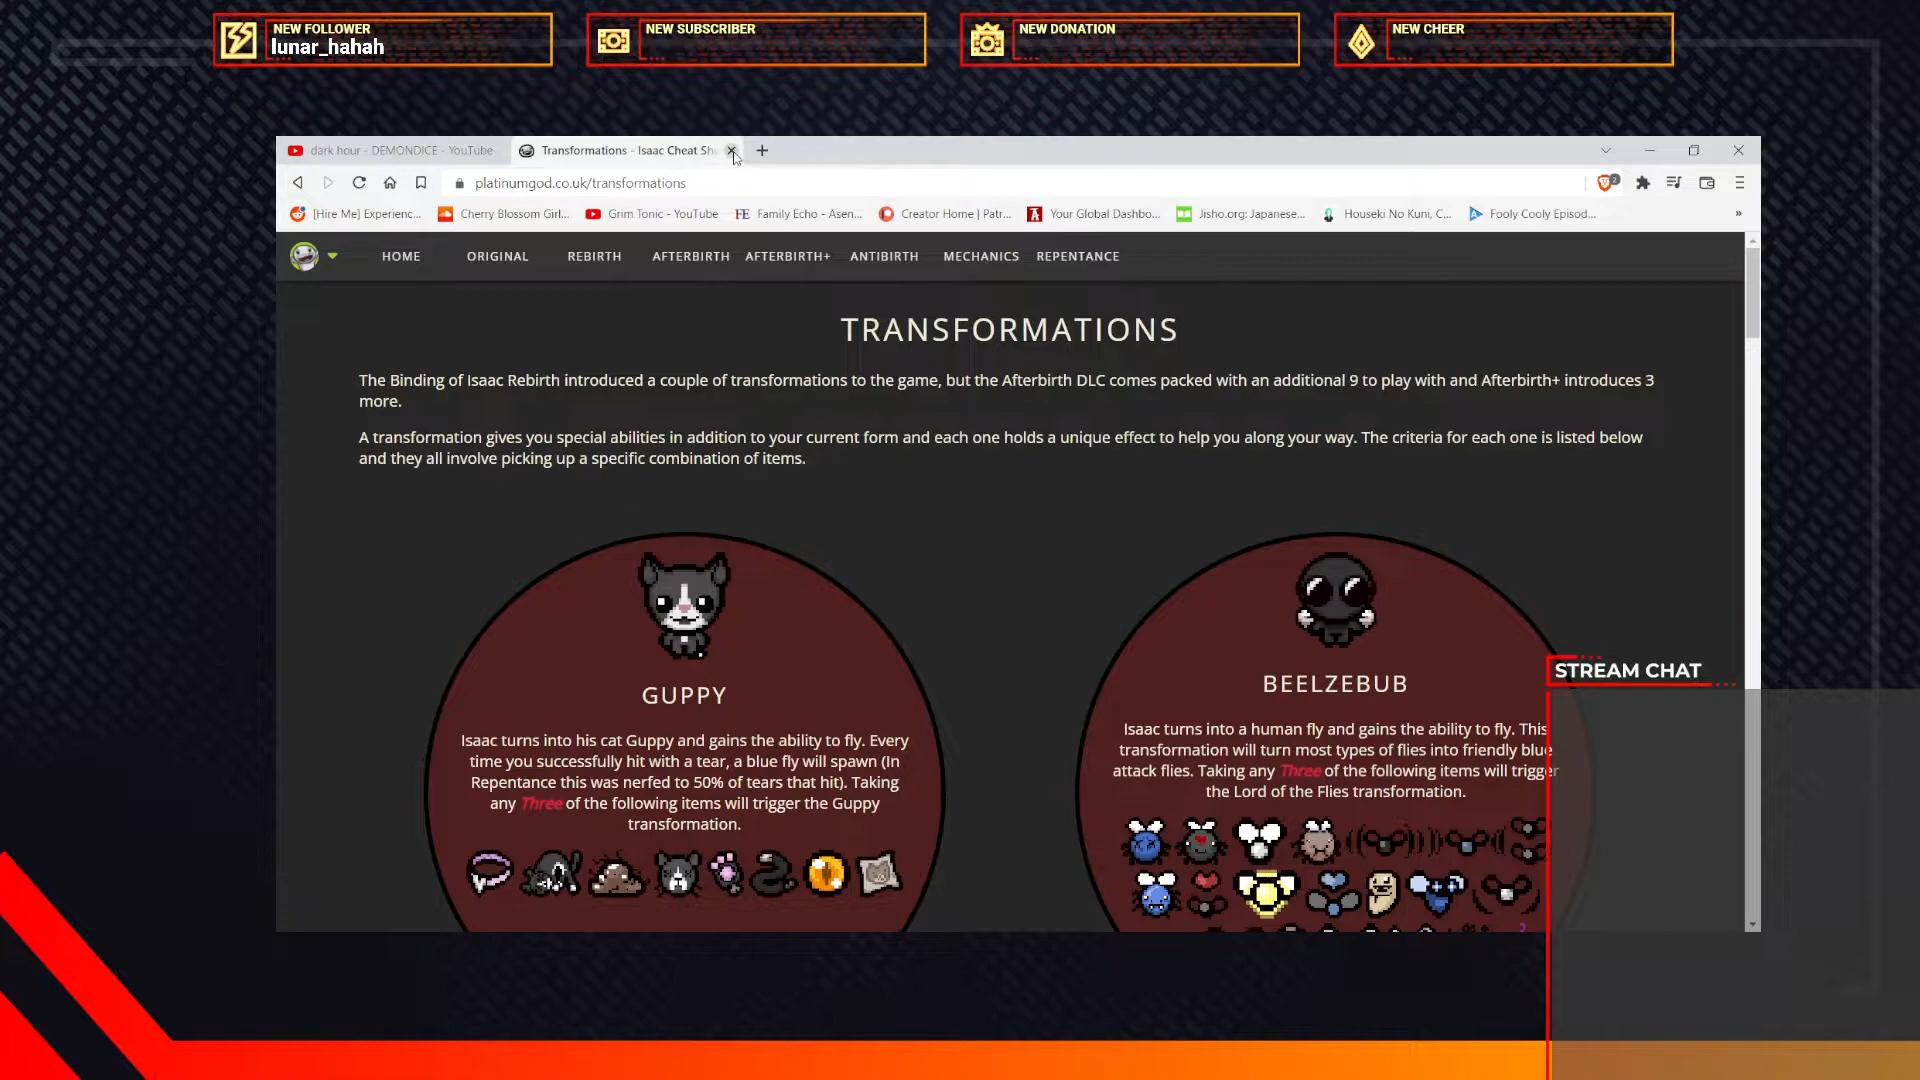 NEW FOLLOWER
lunar_hahah
NEW SUBSCRIBER
NEW DONATION
NEW CHEER
dark hour - DEMONDICE - YouTube
Transformations - Isaac Cheat She
platinumgod.co.uk/transformations
2
[Hire Me] Experienc...
Cherry Blossom Girl...
Grim Tonic - YouTube
FE Family Echo - Asen...
Creator Home | Patr...
Your Global Dashbo...
Jisho.org: Japanese...
Houseki No Kuni, C...
Fooly Cooly Episod...
»
HOME
ORIGINAL
REBIRTH
AFTERBIRTH
AFTERBIRTH+
ANTIBIRTH
MECHANICS
REPENTANCE
TRANSFORMATIONS
The Binding of Isaac Rebirth introduced a couple of transformations to the game, but the Afterbirth DLC comes packed with an additional 9 to play with and Afterbirth+ introduces 3
more.
A transformation gives you special abilities in addition to your current form and each one holds a unique effect to help you along your way. The criteria for each one is listed below
and they all involve picking up a specific combination of items.
GUPPY
Isaac turns into his cat Guppy and gains the ability to fly. Every
time you successfully hit with a tear, a blue fly will spawn (In
Repentance this was nerfed to 50% of tears that hit). Taking
any Three of the following items will trigger the Guppy
transformation.
BEELZEBUB
Isaac turns into a human fly and gains the ability to fly. This
transformation will turn most types of flies into friendly blue
attack flies. Taking any Three of the following items will trigger
the Lord of the Flies transformation.
STREAM CHAT